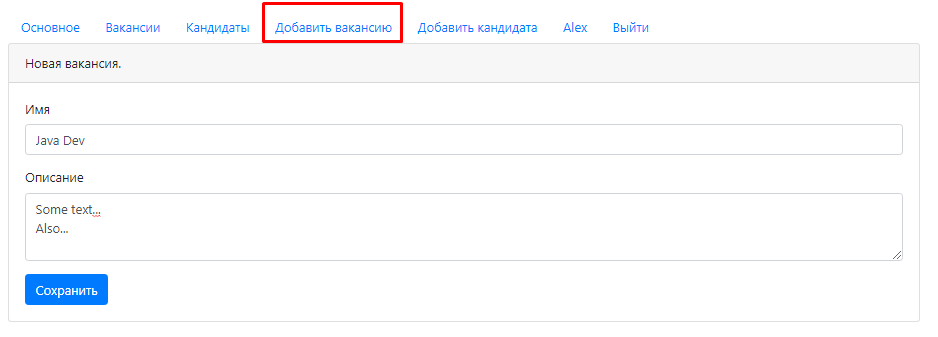 Основное Вакансии Кандидаты Добавить вакансию Добавить кандидата Alex Выйти
Новая вакансия.
Имя
Java Dev
Описание
Some text...
Also...
Сохранить